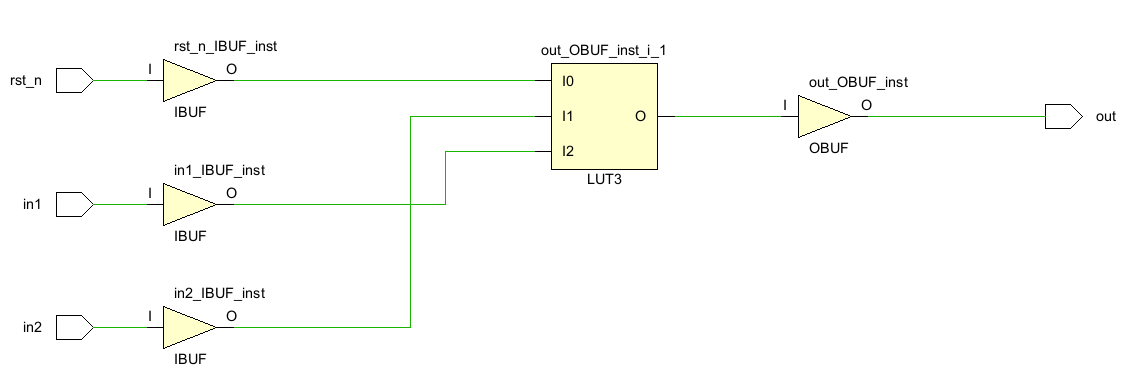 rst_n_IBUF_inst
out_OBUF_inst_i_1
rst_n
I
O
I0
IBUF
out_OBUF_inst
I1
O
I
O
out
I2
OBUF
LUT3
in1_IBUF_inst
in1
I
O
IBUF
in2_IBUF_inst
in2
I
O
IBUF